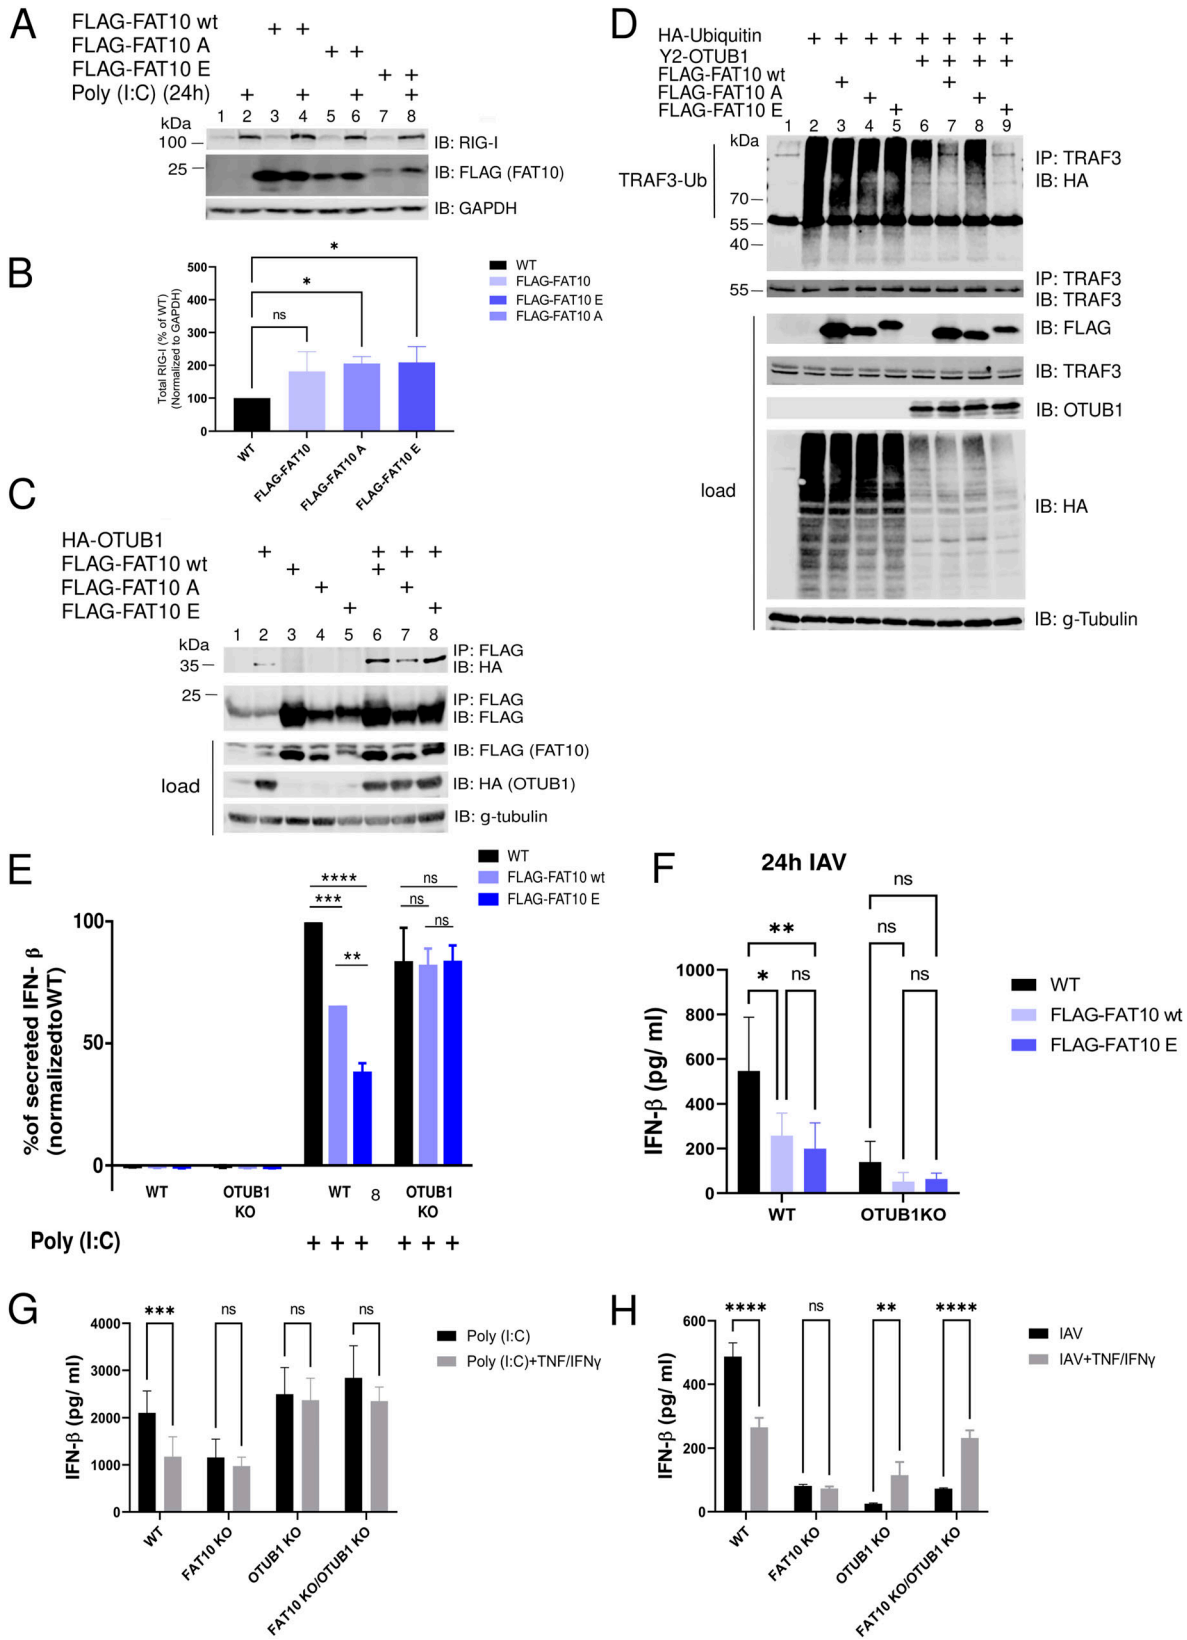 A
FLAG-FAT10 wt + +
FLAG-FAT10 A + +
FLAG-FAT10 E + +
Poly (I:C) (24h) + + + +
1 2 3 4 5 6 7 8
kDa
100
IB: RIG-I
25
IB: FLAG (FAT10)
IB: GAPDH
B
Total RIG-I (% of WT)
(Normalized to GAPDH)
500
400
300
200
100
0
ns
*
*
WT
FLAG-FAT10
FLAG-FAT10 A
FLAG-FAT10 E
WT
FLAG-FAT10
FLAG-FAT10 E
FLAG-FAT10 A
C
HA-OTUB1 + + + +
FLAG-FAT10 wt + +
FLAG-FAT10 A + +
FLAG-FAT10 E + +
1 2 3 4 5 6 7 8
kDa
35
IP: FLAG
IB: HA
25
IP: FLAG
IB: FLAG
load
IB: FLAG (FAT10)
IB: HA (OTUB1)
IB: g-tubulin
D
HA-Ubiquitin + + + + + + + +
Y2-OTUB1 + + + +
FLAG-FAT10 wt + +
FLAG-FAT10 A + +
FLAG-FAT10 E + +
1 2 3 4 5 6 7 8 9
kDa
TRAF3-Ub
70
55
40
IP: TRAF3
IB: HA
55
IP: TRAF3
IB: TRAF3
load
IB: FLAG
IB: TRAF3
IB: OTUB1
IB: HA
IB: g-Tubulin
E
%of secreted IFN- β
(normalizedtoWT)
100
50
0
****
***
**
ns
ns
ns
WT
FLAG-FAT10 wt
FLAG-FAT10 E
WT OTUB1 KO WT 8 OTUB1 KO
Poly (I:C) + + + + + +
F
24h IAV
IFN-β (pg/ ml)
1000
800
600
400
200
0
**
*
ns
ns
ns
ns
WT
OTUB1KO
WT
FLAG-FAT10 wt
FLAG-FAT10 E
G
IFN-β (pg/ ml)
4000
3000
2000
1000
0
*** ns ns ns
WT
FAT10 KO
OTUB1 KO
FAT10 KO/OTUB1 KO
Poly (I:C)
Poly (I:C)+TNF/IFNγ
H
IFN-β (pg/ ml)
600
400
200
0
**** ns ** ****
WT
FAT10 KO
OTUB1 KO
FAT10 KO/OTUB1 KO
IAV
IAV+TNF/IFNγ